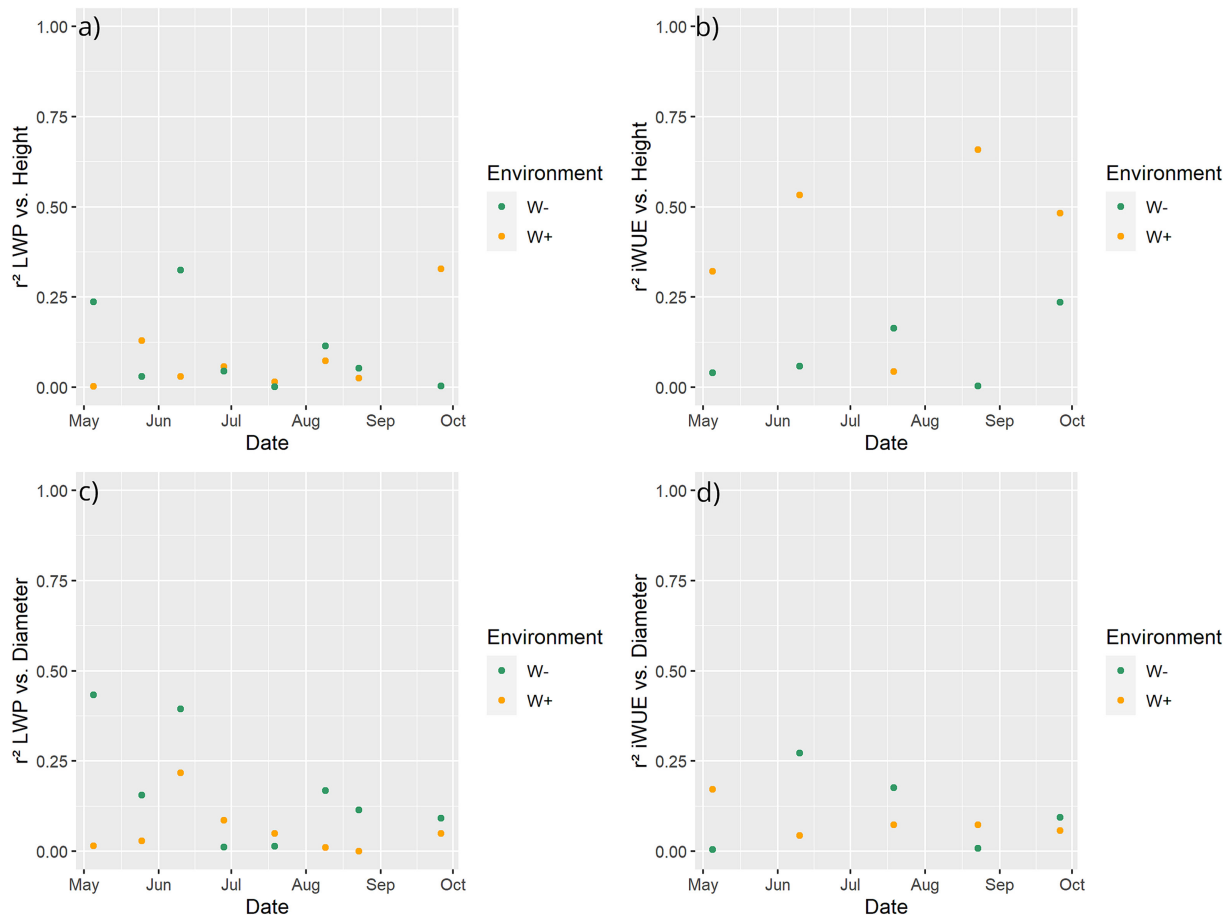 a)
1.00
0.75
0.50
0.25
0.00
r² LWP vs. Height
May Jun Jul Aug Sep Oct
Date
Environment
W-
W+
b)
1.00
0.75
0.50
0.25
0.00
r² iWUE vs. Height
May Jun Jul Aug Sep Oct
Date
Environment
W-
W+
c)
1.00
0.75
0.50
0.25
0.00
r² LWP vs. Diameter
May Jun Jul Aug Sep Oct
Date
Environment
W-
W+
d)
1.00
0.75
0.50
0.25
0.00
r² iWUE vs. Diameter
May Jun Jul Aug Sep Oct
Date
Environment
W-
W+